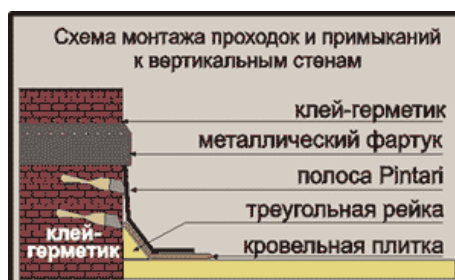 Схема монтажа проходок и примыканий
к вертикальным стенам
клей-герметик
металлический фартук
полоса Pintari
треугольная рейка
клей-
герметик
кровельная плитка